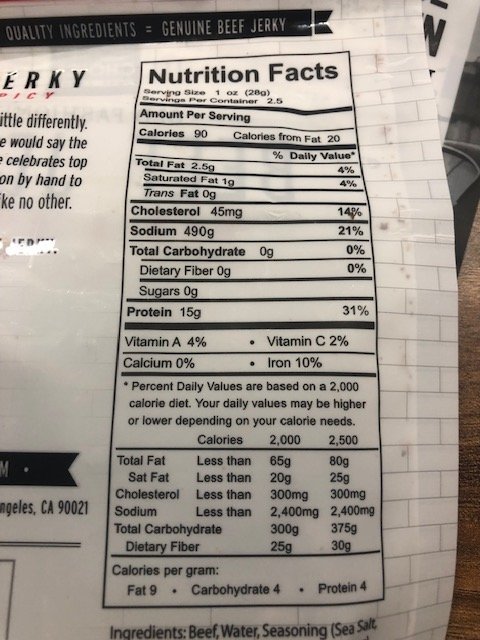 QUALITY INGREDIENTS = GENUINE BEEF JERKY
ERKY
PICY
ittle differently.
e would say the
e celebrates top
on by hand to
ke no other.
JERKY.
M •
ngeles, CA 90021
Nutrition Facts
Serving Size 1 oz (28g)
Servings Per Container 2.5
Amount Per Serving
Calories 90 Calories from Fat 20
% Daily Value*
Total Fat 2.5g 4%
Saturated Fat 1g 4%
Trans Fat 0g
Cholesterol 45mg 14%
Sodium 490g 21%
Total Carbohydrate 0g 0%
Dietary Fiber 0g 0%
Sugars 0g
Protein 15g 31%
Vitamin A 4% • Vitamin C 2%
Calcium 0% • Iron 10%
* Percent Daily Values are based on a 2,000
calorie diet. Your daily values may be higher
or lower depending on your calorie needs.
Calories 2,000 2,500
Total Fat Less than 65g 80g
Sat Fat Less than 20g 25g
Cholesterol Less than 300mg 300mg
Sodium Less than 2,400mg 2,400mg
Total Carbohydrate 300g 375g
Dietary Fiber 25g 30g
Calories per gram:
Fat 9 • Carbohydrate 4 • Protein 4
Ingredients: Beef, Water, Seasoning (Sea Salt,